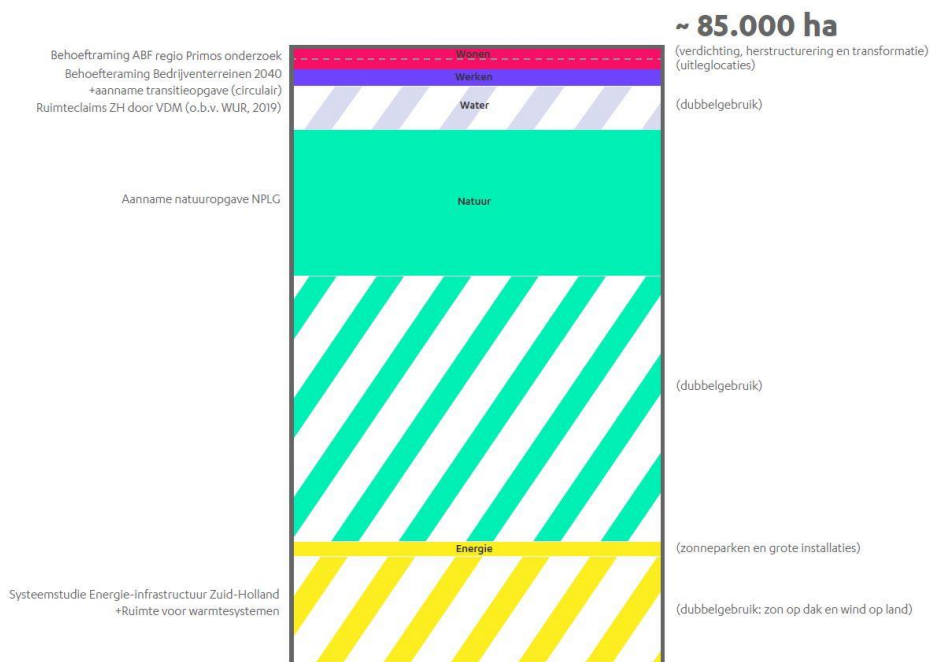 ~ 85.000 ha
Behoeftraming ABF regio Primos onderzoek
Wonen
(verdichting, herstructurering en transformatie)
(uitleglocaties)
Behoefteraming Bedrijventerreinen 2040
+aanname transitieopgave (circulair)
Werken
Ruimteclaims ZH door VDM (o.b.v. WUR, 2019)
Water
(dubbelgebruik)
Aanname natuuropgave NPLG
Natuur
(dubbelgebruik)
Energie
(zonneparken en grote installaties)
Systeemstudie Energie-infrastructuur Zuid-Holland
+Ruimte voor warmtesystemen
(dubbelgebruik: zon op dak en wind op land)